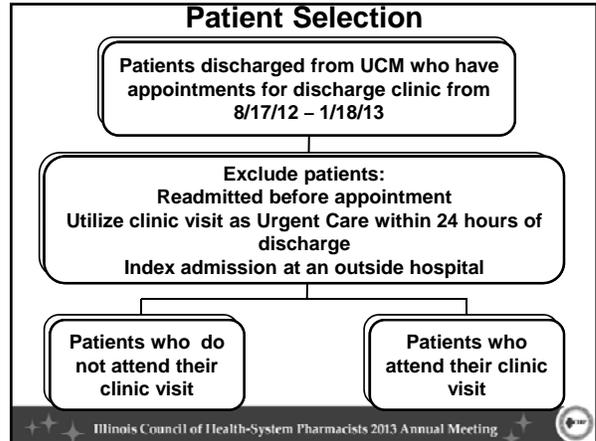 Patient Selection
Patients discharged from UCM who have
appointments for discharge clinic from
8/17/12 – 1/18/13
Exclude patients:
Readmitted before appointment
Utilize clinic visit as Urgent Care within 24 hours of
discharge
Index admission at an outside hospital
Patients who do
not attend their
clinic visit
Patients who
attend their clinic
visit
Illinois Council of Health-System Pharmacists 2013 Annual Meeting